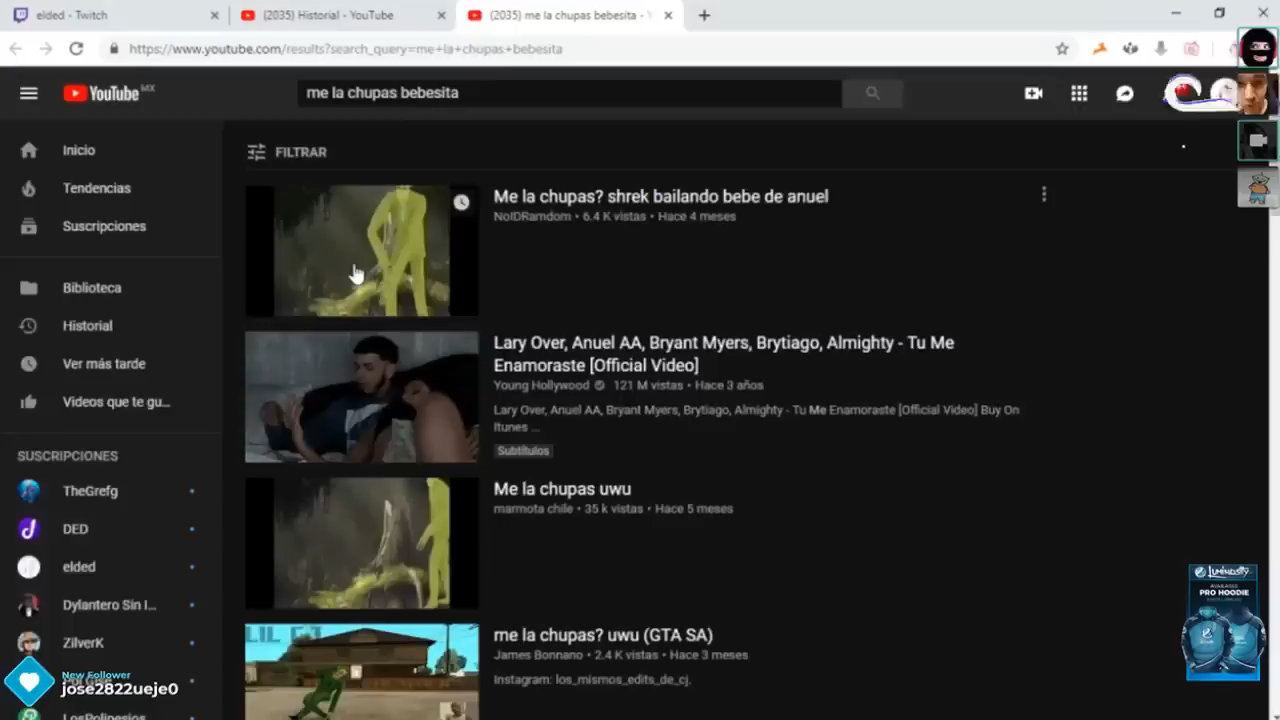 elded - Twitch
(2035) Historial - YouTube
(2035) me la chupas bebesita - Y
https://www.youtube.com/results?search_query=me+la+chupas+bebesita
YouTube MX
me la chupas bebesita
Inicio
Tendencias
Suscripciones
Biblioteca
Historial
Ver más tarde
Videos que te gu...
SUSCRIPCIONES
TheGrefg
DED
elded
Dylantero Sin I...
ZilverK
New Follower
jose2822ueje0
LosPolinesios
FILTRAR
Me la chupas? shrek bailando bebe de anuel
NoIDRamdom • 6.4 K vistas • Hace 4 meses
Lary Over, Anuel AA, Bryant Myers, Brytiago, Almighty - Tu Me
Enamoraste [Official Video]
Young Hollywood 121 M vistas • Hace 3 años
Lary Over, Anuel AA, Bryant Myers, Brytiago, Almighty - Tu Me Enamoraste [Official Video] Buy On
Itunes ...
Subtítulos
Me la chupas uwu
marmota chile • 35 k vistas • Hace 5 meses
me la chupas? uwu (GTA SA)
James Bonnano • 2.4 K vistas • Hace 3 meses
Instagram: los_mismos_edits_de_cj.
LUMINOSITY
AVAILABLE
PRO HOODIE